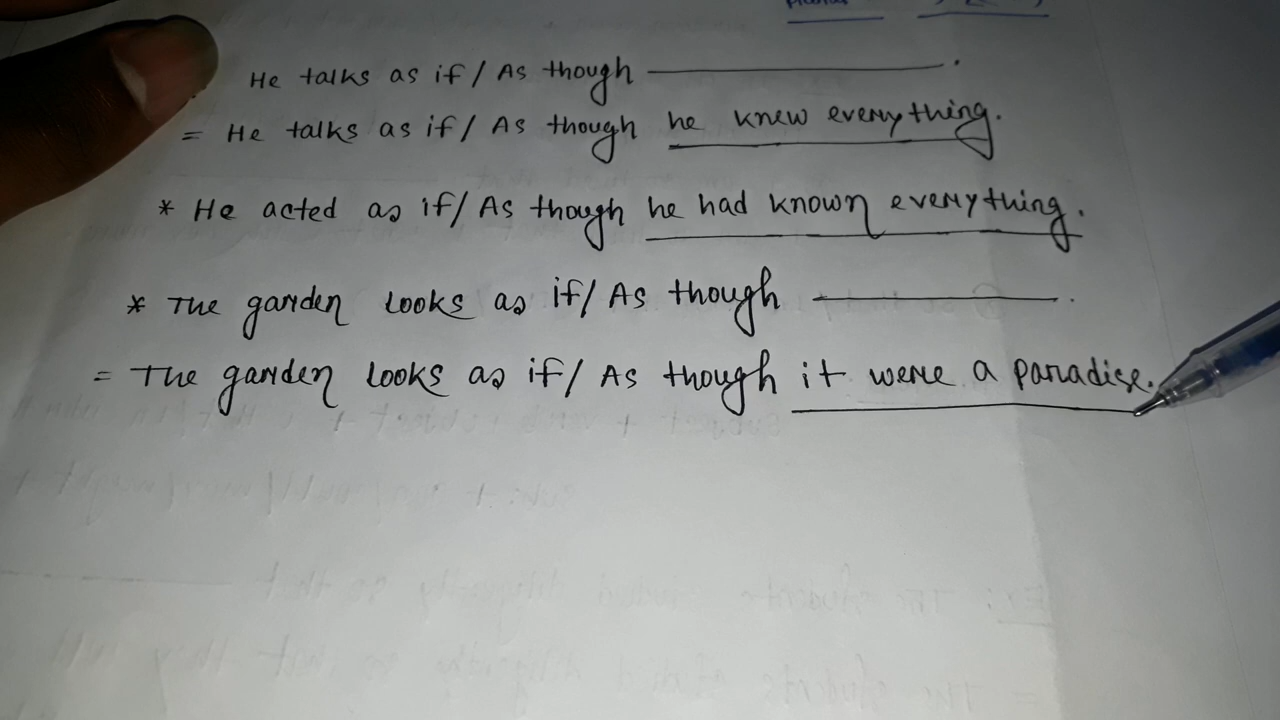 He talks as if / As though ——————.
= He talks as if / As though he knew everything.
* He acted as if / As though he had known everything.
* The garden looks as if / As though ——————.
= The garden looks as if / As though it were a paradise.